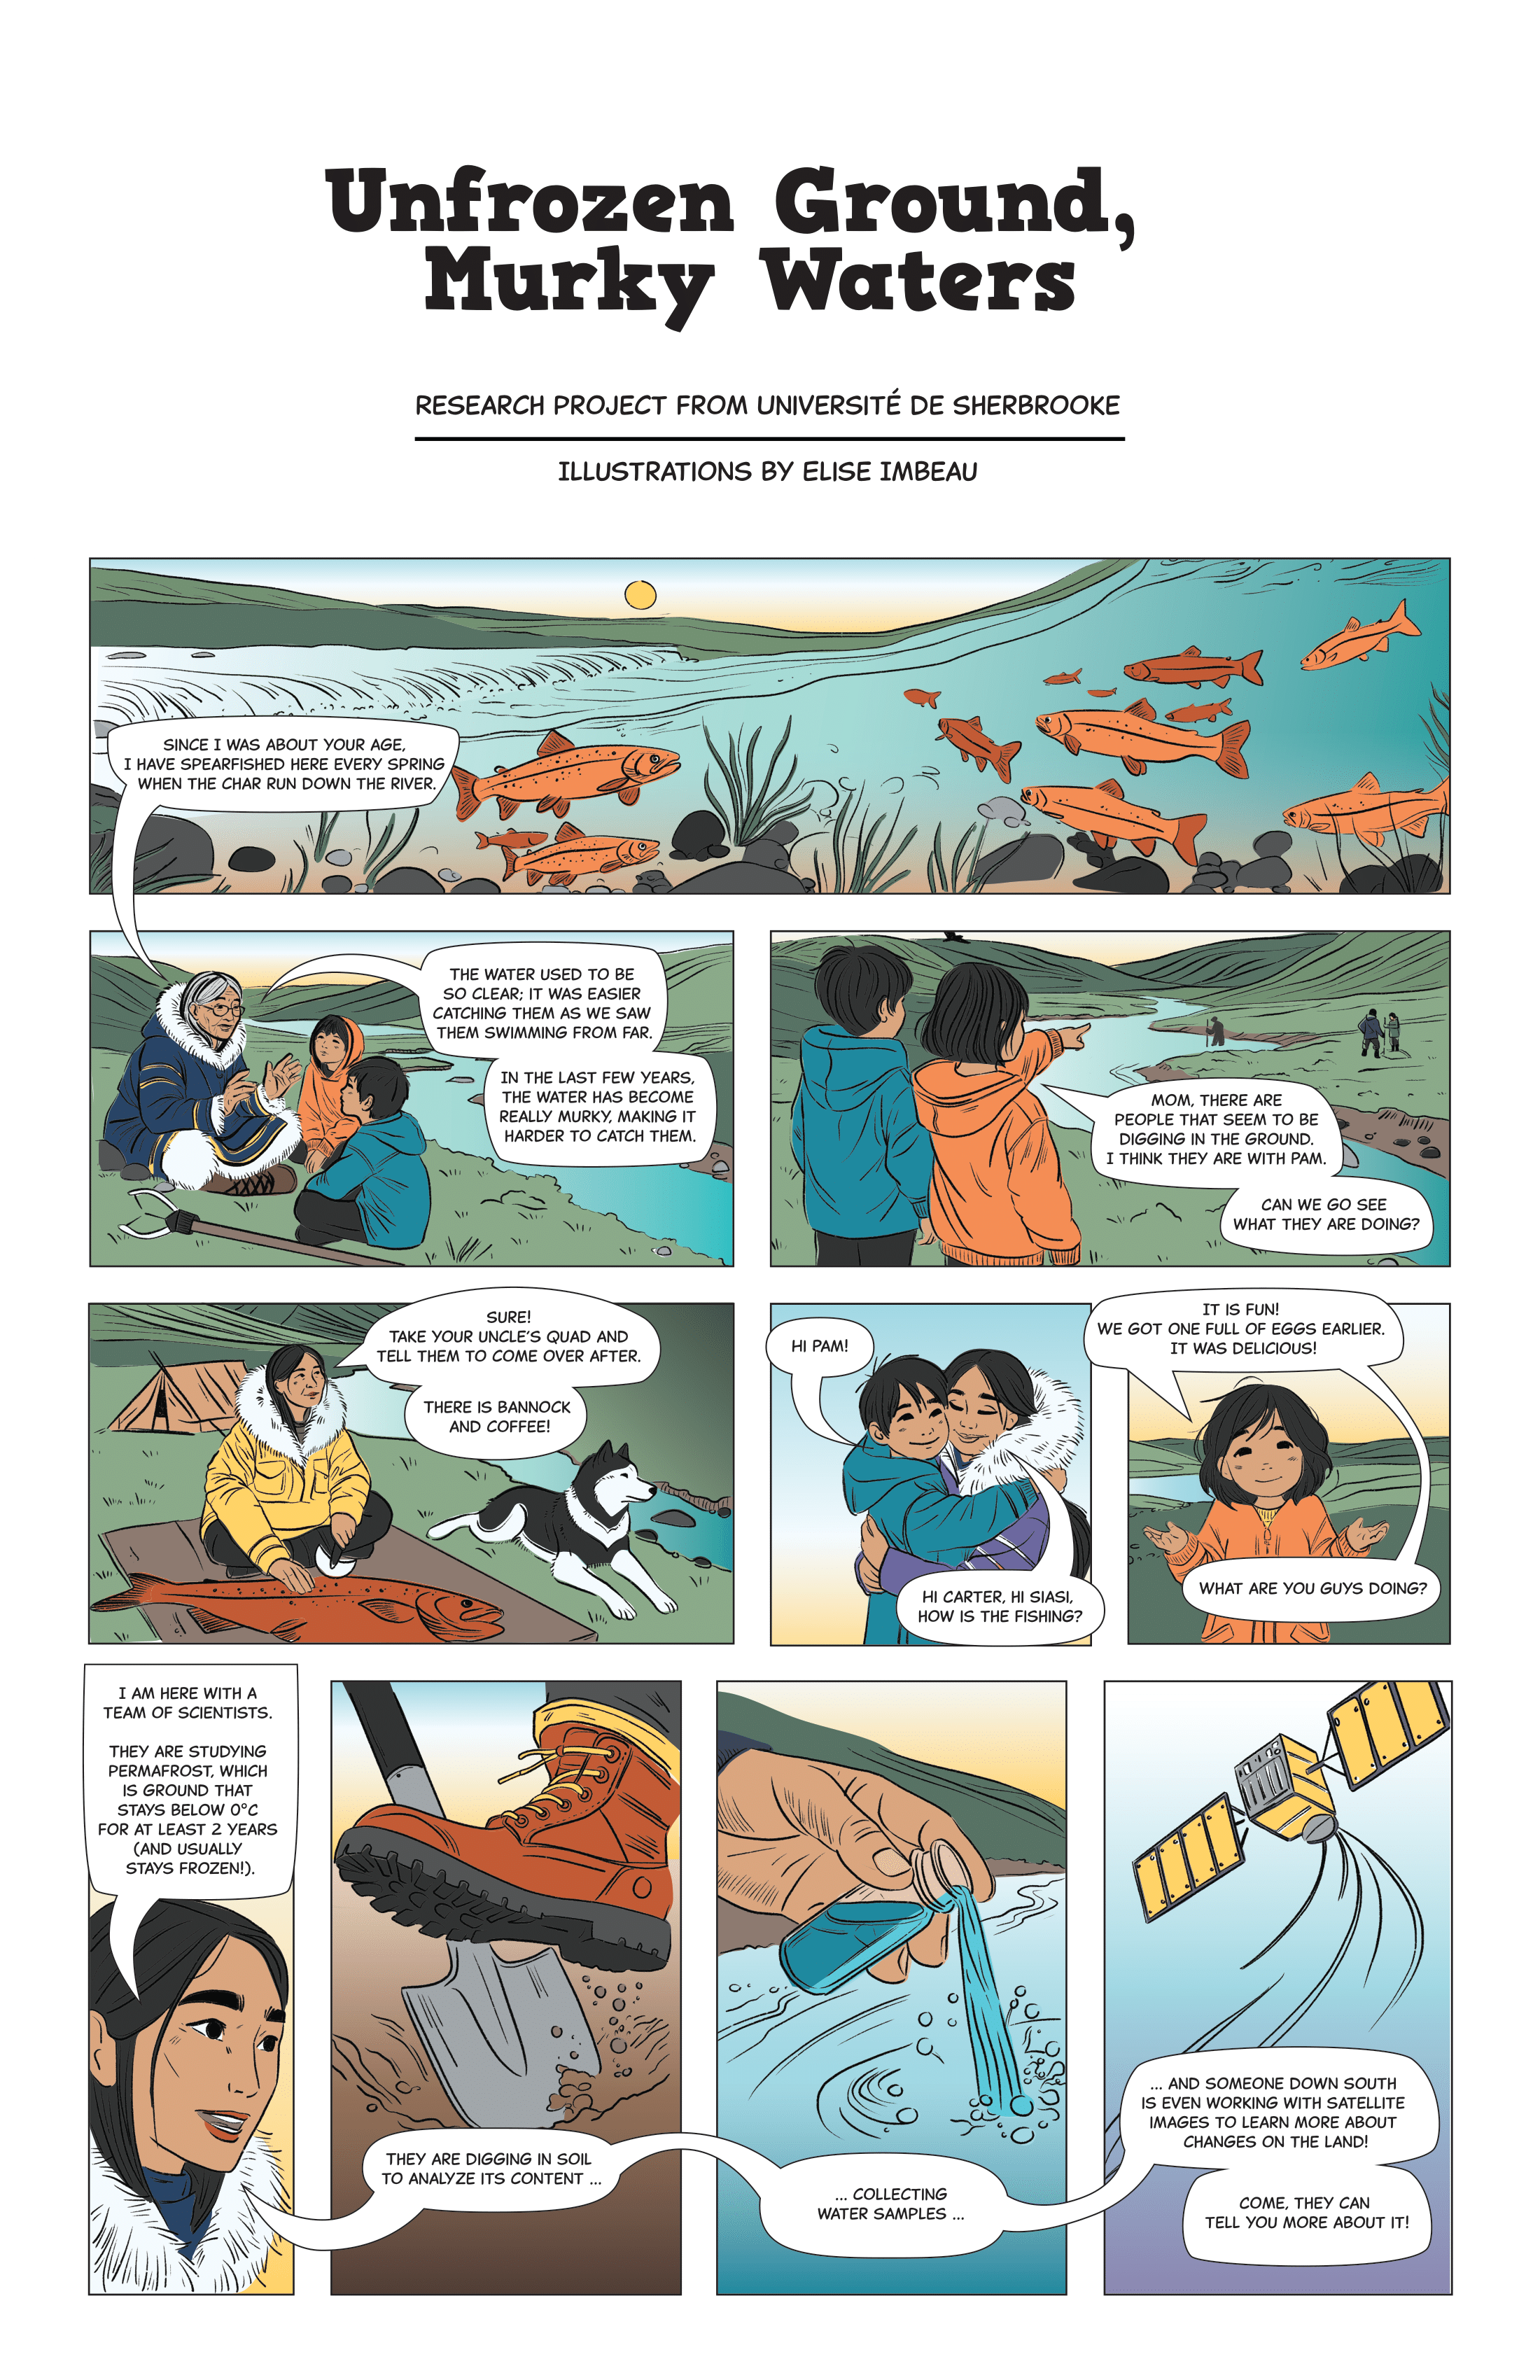 Unfrozen Ground,
Murky Waters
RESEARCH PROJECT FROM UNIVERSITÉ DE SHERBROOKE
ILLUSTRATIONS BY ELISE IMBEAU
SINCE I WAS ABOUT YOUR AGE,
I HAVE SPEARFISHED HERE EVERY SPRING
WHEN THE CHAR RUN DOWN THE RIVER.
THE WATER USED TO BE
SO CLEAR; IT WAS EASIER
CATCHING THEM AS WE SAW
THEM SWIMMING FROM FAR.
IN THE LAST FEW YEARS,
THE WATER HAS BECOME
REALLY MURKY, MAKING IT
HARDER TO CATCH THEM.
MOM, THERE ARE
PEOPLE THAT SEEM TO BE
DIGGING IN THE GROUND.
I THINK THEY ARE WITH PAM.
CAN WE GO SEE
WHAT THEY ARE DOING?
SURE!
TAKE YOUR UNCLE'S QUAD AND
TELL THEM TO COME OVER AFTER.
THERE IS BANNOCK
AND COFFEE!
HI PAM!
HI CARTER, HI SIASI,
HOW IS THE FISHING?
IT IS FUN!
WE GOT ONE FULL OF EGGS EARLIER.
IT WAS DELICIOUS!
WHAT ARE YOU GUYS DOING?
I AM HERE WITH A
TEAM OF SCIENTISTS.
THEY ARE STUDYING
PERMAFROST, WHICH
IS GROUND THAT
STAYS BELOW 0°C
FOR AT LEAST 2 YEARS
(AND USUALLY
STAYS FROZEN!).
THEY ARE DIGGING IN SOIL
TO ANALYZE ITS CONTENT ...
... COLLECTING
WATER SAMPLES ...
... AND SOMEONE DOWN SOUTH
IS EVEN WORKING WITH SATELLITE
IMAGES TO LEARN MORE ABOUT
CHANGES ON THE LAND!
COME, THEY CAN
TELL YOU MORE ABOUT IT!